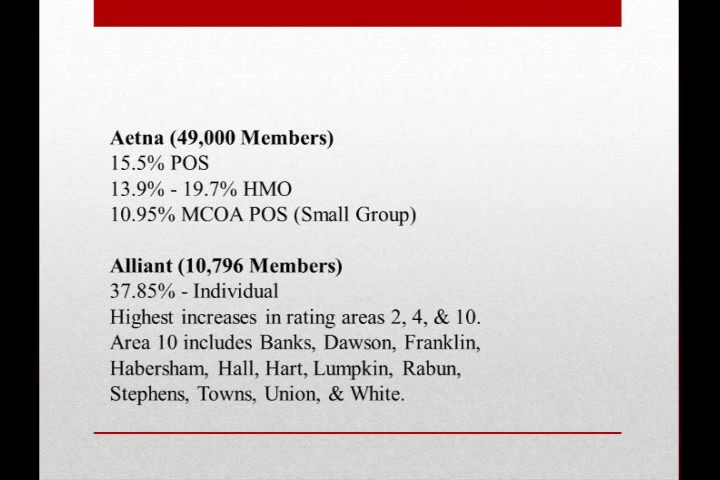 Aetna (49,000 Members)
15.5% POS
13.9% - 19.7% HMO
10.95% MCOA POS (Small Group)
Alliant (10,796 Members)
37.85% - Individual
Highest increases in rating areas 2, 4, & 10.
Area 10 includes Banks, Dawson, Franklin,
Habersham, Hall, Hart, Lumpkin, Rabun,
Stephens, Towns, Union, & White.